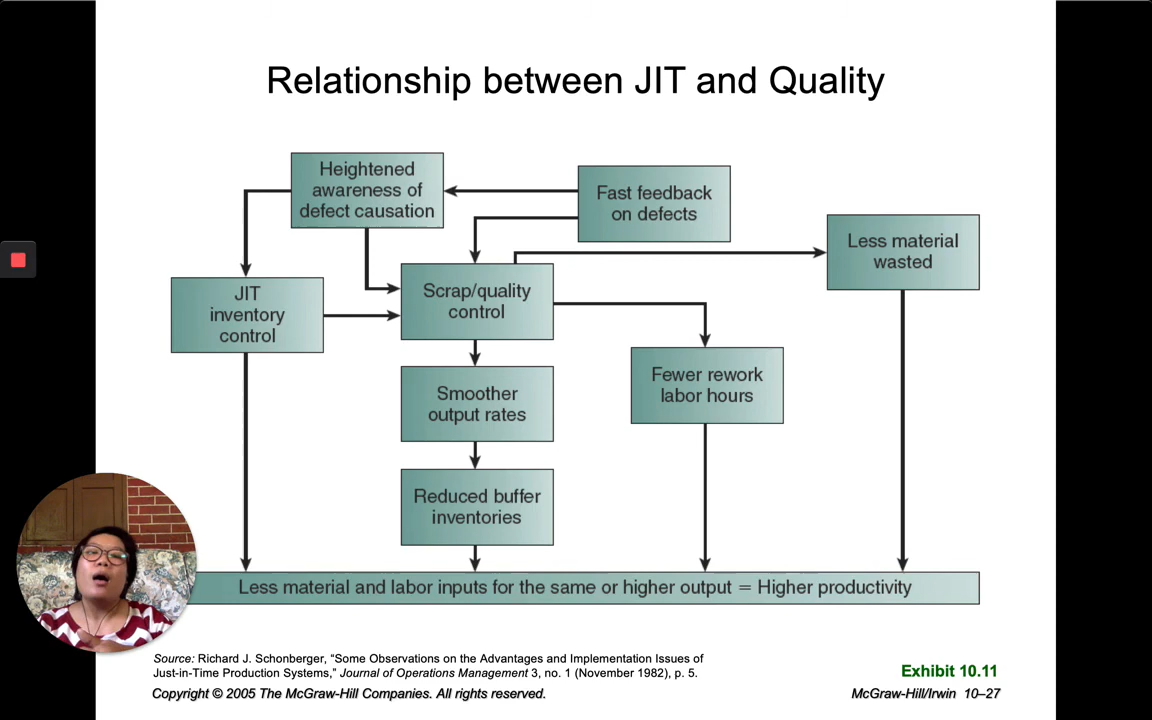 Relationship between JIT and Quality
Heightened
awareness of
defect causation
Fast feedback
on defects
Less material
wasted
JIT
inventory
control
Scrap/quality
control
Smoother
output rates
Fewer rework
labor hours
Reduced buffer
inventories
Less material and labor inputs for the same or higher output = Higher productivity
Source: Richard J. Schonberger, “Some Observations on the Advantages and Implementation Issues of
Just-in-Time Production Systems,” Journal of Operations Management 3, no. 1 (November 1982), p. 5.
Exhibit 10.11
Copyright © 2005 The McGraw-Hill Companies. All rights reserved.
McGraw-Hill/Irwin 10–27